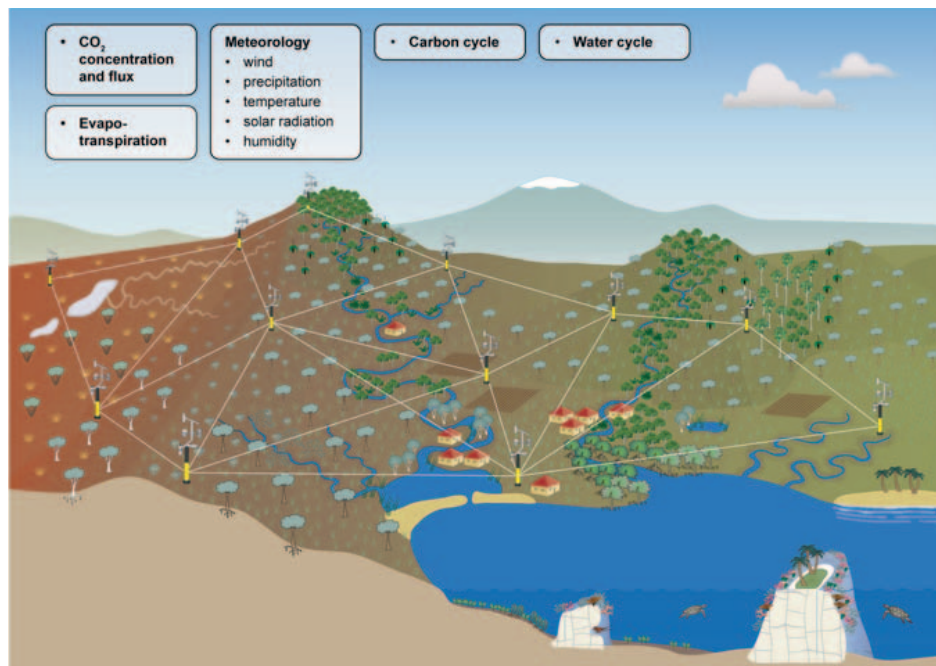 • CO₂
concentration
and flux
• Evapo-
transpiration
Meteorology
• wind
• precipitation
• temperature
• solar radiation
• humidity
• Carbon cycle
• Water cycle